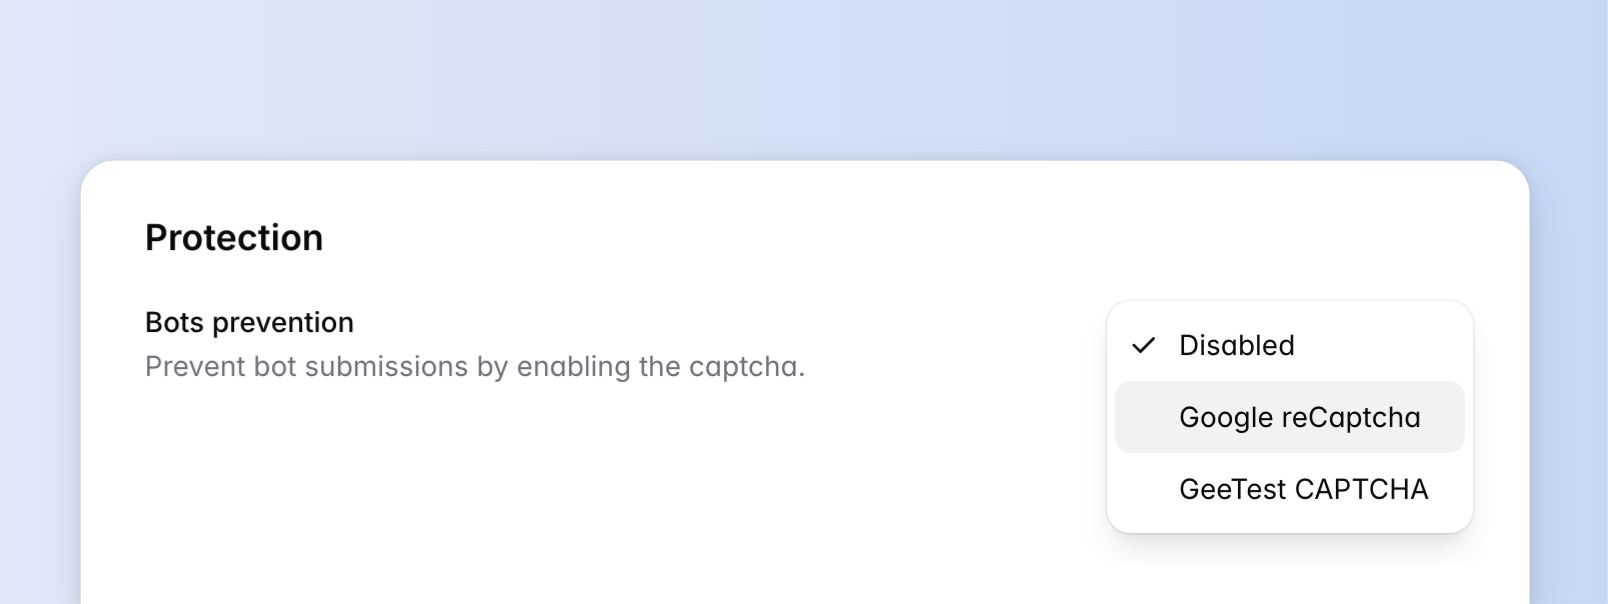 Protection
Bots prevention
Prevent bot submissions by enabling the captcha.
Disabled
Google reCaptcha
GeeTest CAPTCHA